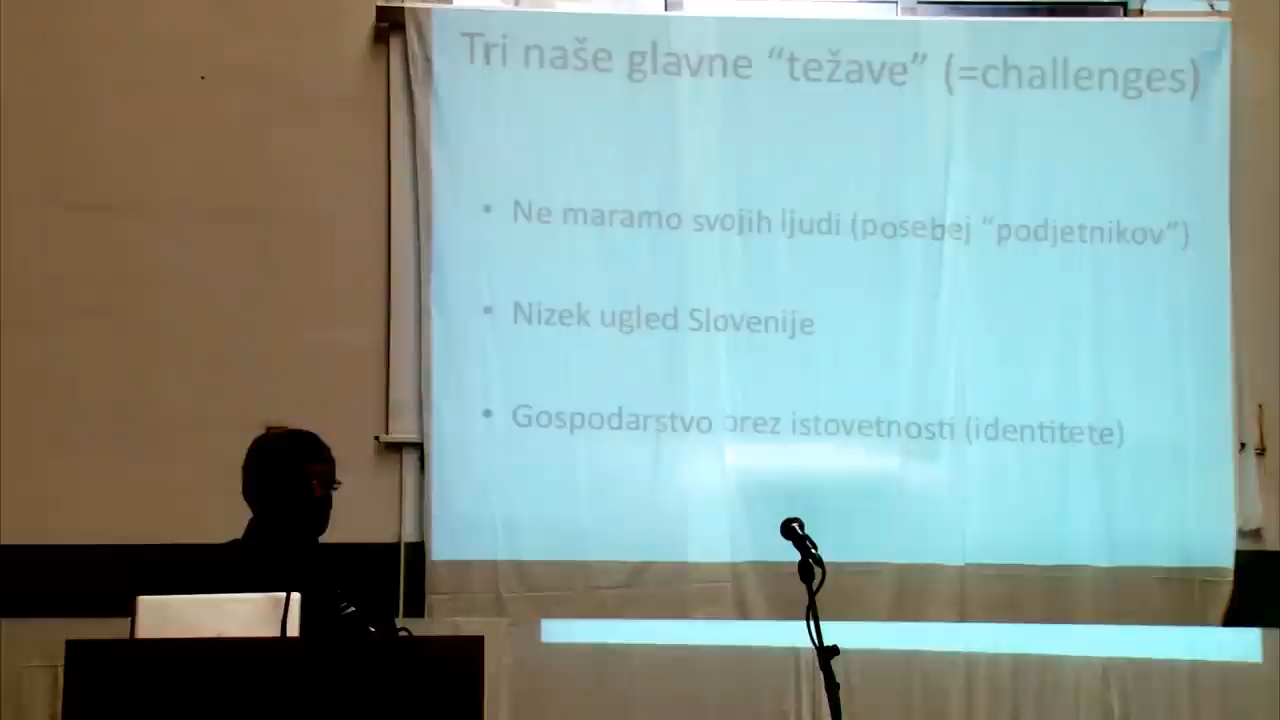 Tri naše glavne “težave” (=challenges)
• Ne maramo svojih ljudi (posebej “podjetnikov”)
• Nizek ugled Slovenije
• Gospodarstvo brez istovetnosti (identitete)